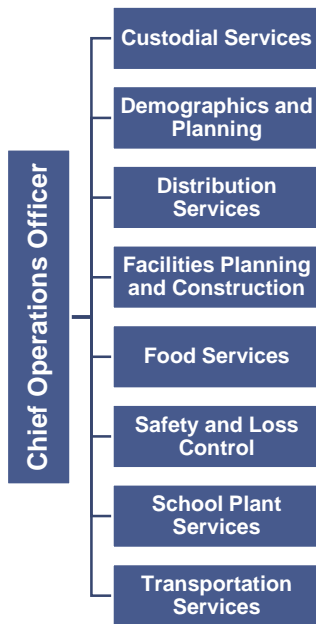 Chief Operations Officer
Custodial Services
Demographics and
Planning
Distribution
Services
Facilities Planning
and Construction
Food Services
Safety and Loss
Control
School Plant
Services
Transportation
Services